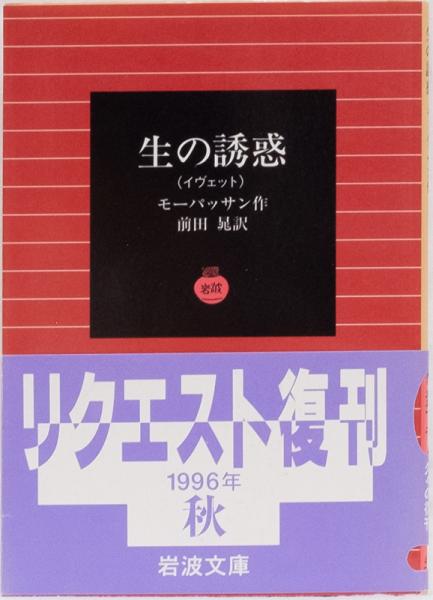 生の誘惑
(イヴェット)
モーパッサン作
前田 晁訳
岩波
リクエスト復刊
1996年
秋
岩波文庫